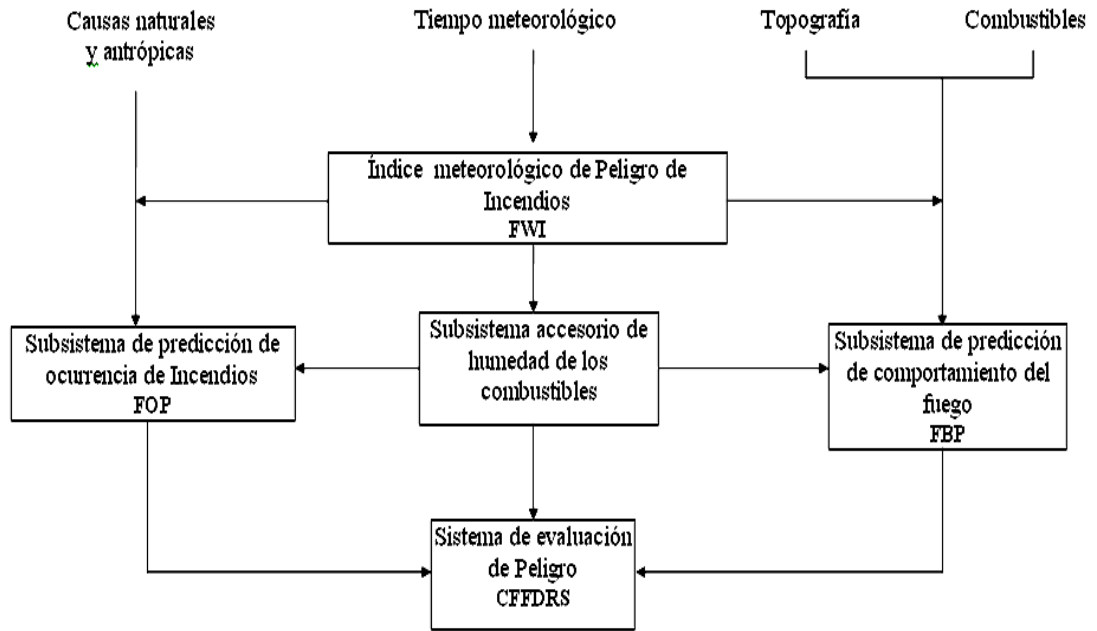 Causas naturales
y antrópicas
Tiempo meteorológico
Topografía
Combustibles
Índice meteorológico de Peligro de
Incendios
FWI
Subsistema de predicción de
ocurrencia de Incendios
FOP
Subsistema accesorio de
humedad de los
combustibles
Subsistema de predicción
de comportamiento del
fuego
FBP
Sistema de evaluación
de Peligro
CFFDRS